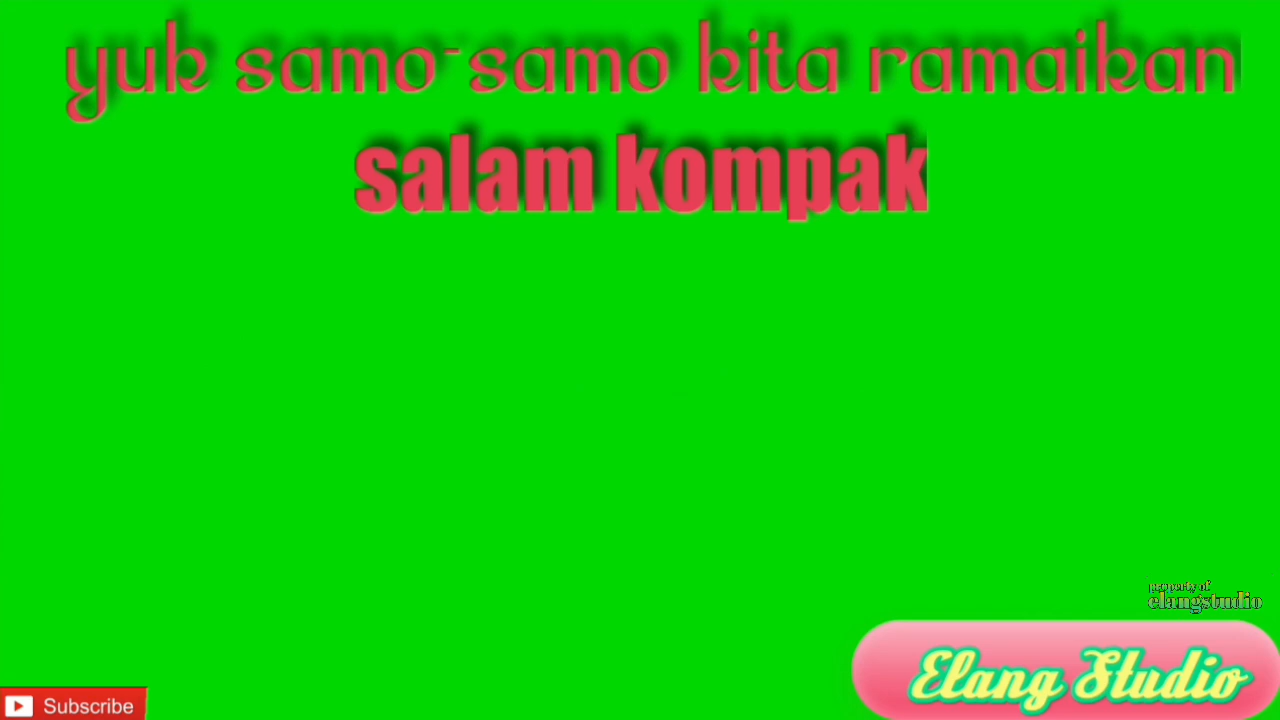 yuk samo-samo kita ramaikan
salam kompak
property of
elangstudio
Elang Studio
Subscribe